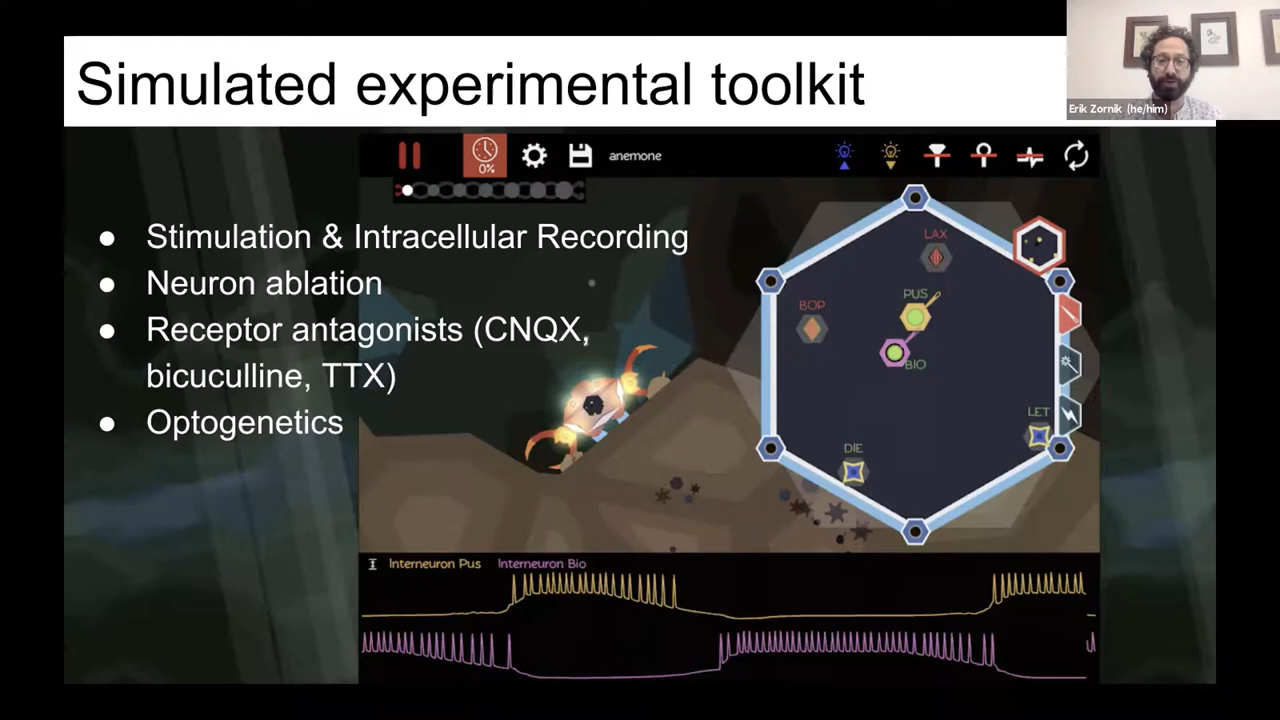 Simulated experimental toolkit
Erik Zornik (he/him)
0%
anemone
● Stimulation & Intracellular Recording
● Neuron ablation
● Receptor antagonists (CNQX,
bicuculline, TTX)
● Optogenetics
LAX
BOP
PUS
BIO
LET
DIE
Interneuron Pus Interneuron Bio